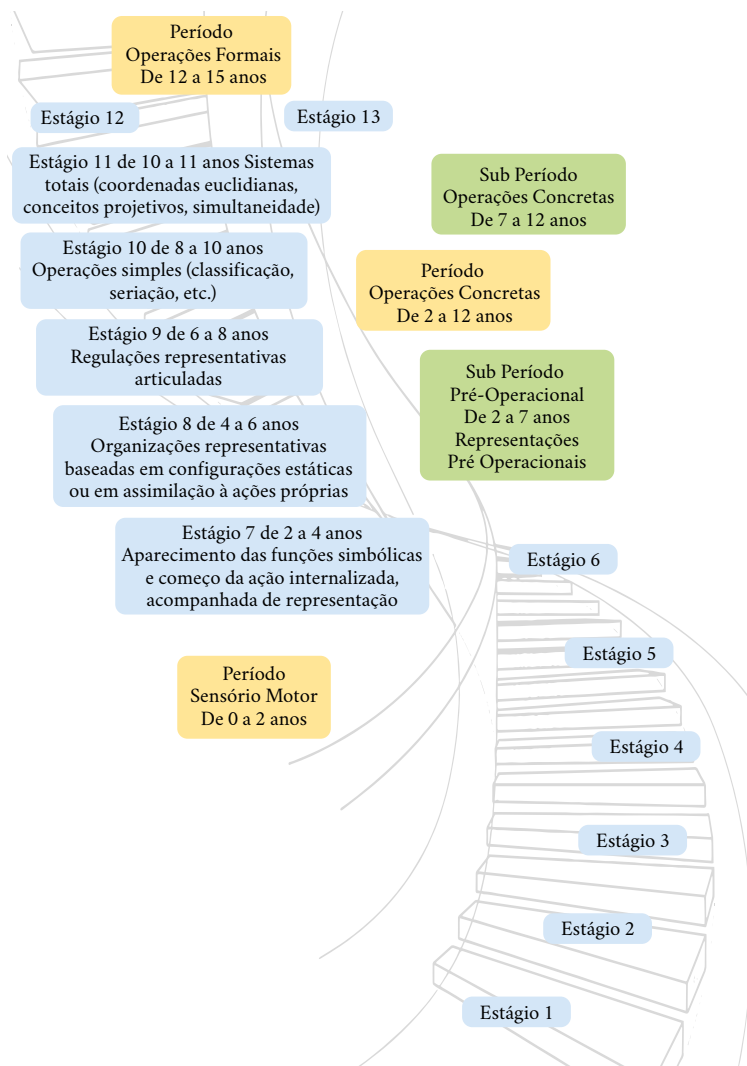 Período
Operações Formais
De 12 a 15 anos
Estágio 12
Estágio 13
Estágio 11 de 10 a 11 anos Sistemas
totais (coordenadas euclidianas,
conceitos projetivos, simultaneidade)
Sub Período
Operações Concretas
De 7 a 12 anos
Estágio 10 de 8 a 10 anos
Operações simples (classificação,
seriação, etc.)
Período
Operações Concretas
De 2 a 12 anos
Estágio 9 de 6 a 8 anos
Regulações representativas
articuladas
Sub Período
Pré-Operacional
De 2 a 7 anos
Representações
Pré Operacionais
Estágio 8 de 4 a 6 anos
Organizações representativas
baseadas em configurações estáticas
ou em assimilação à ações próprias
Estágio 7 de 2 a 4 anos
Aparecimento das funções simbólicas
e começo da ação internalizada,
acompanhada de representação
Estágio 6
Estágio 5
Período
Sensório Motor
De 0 a 2 anos
Estágio 4
Estágio 3
Estágio 2
Estágio 1